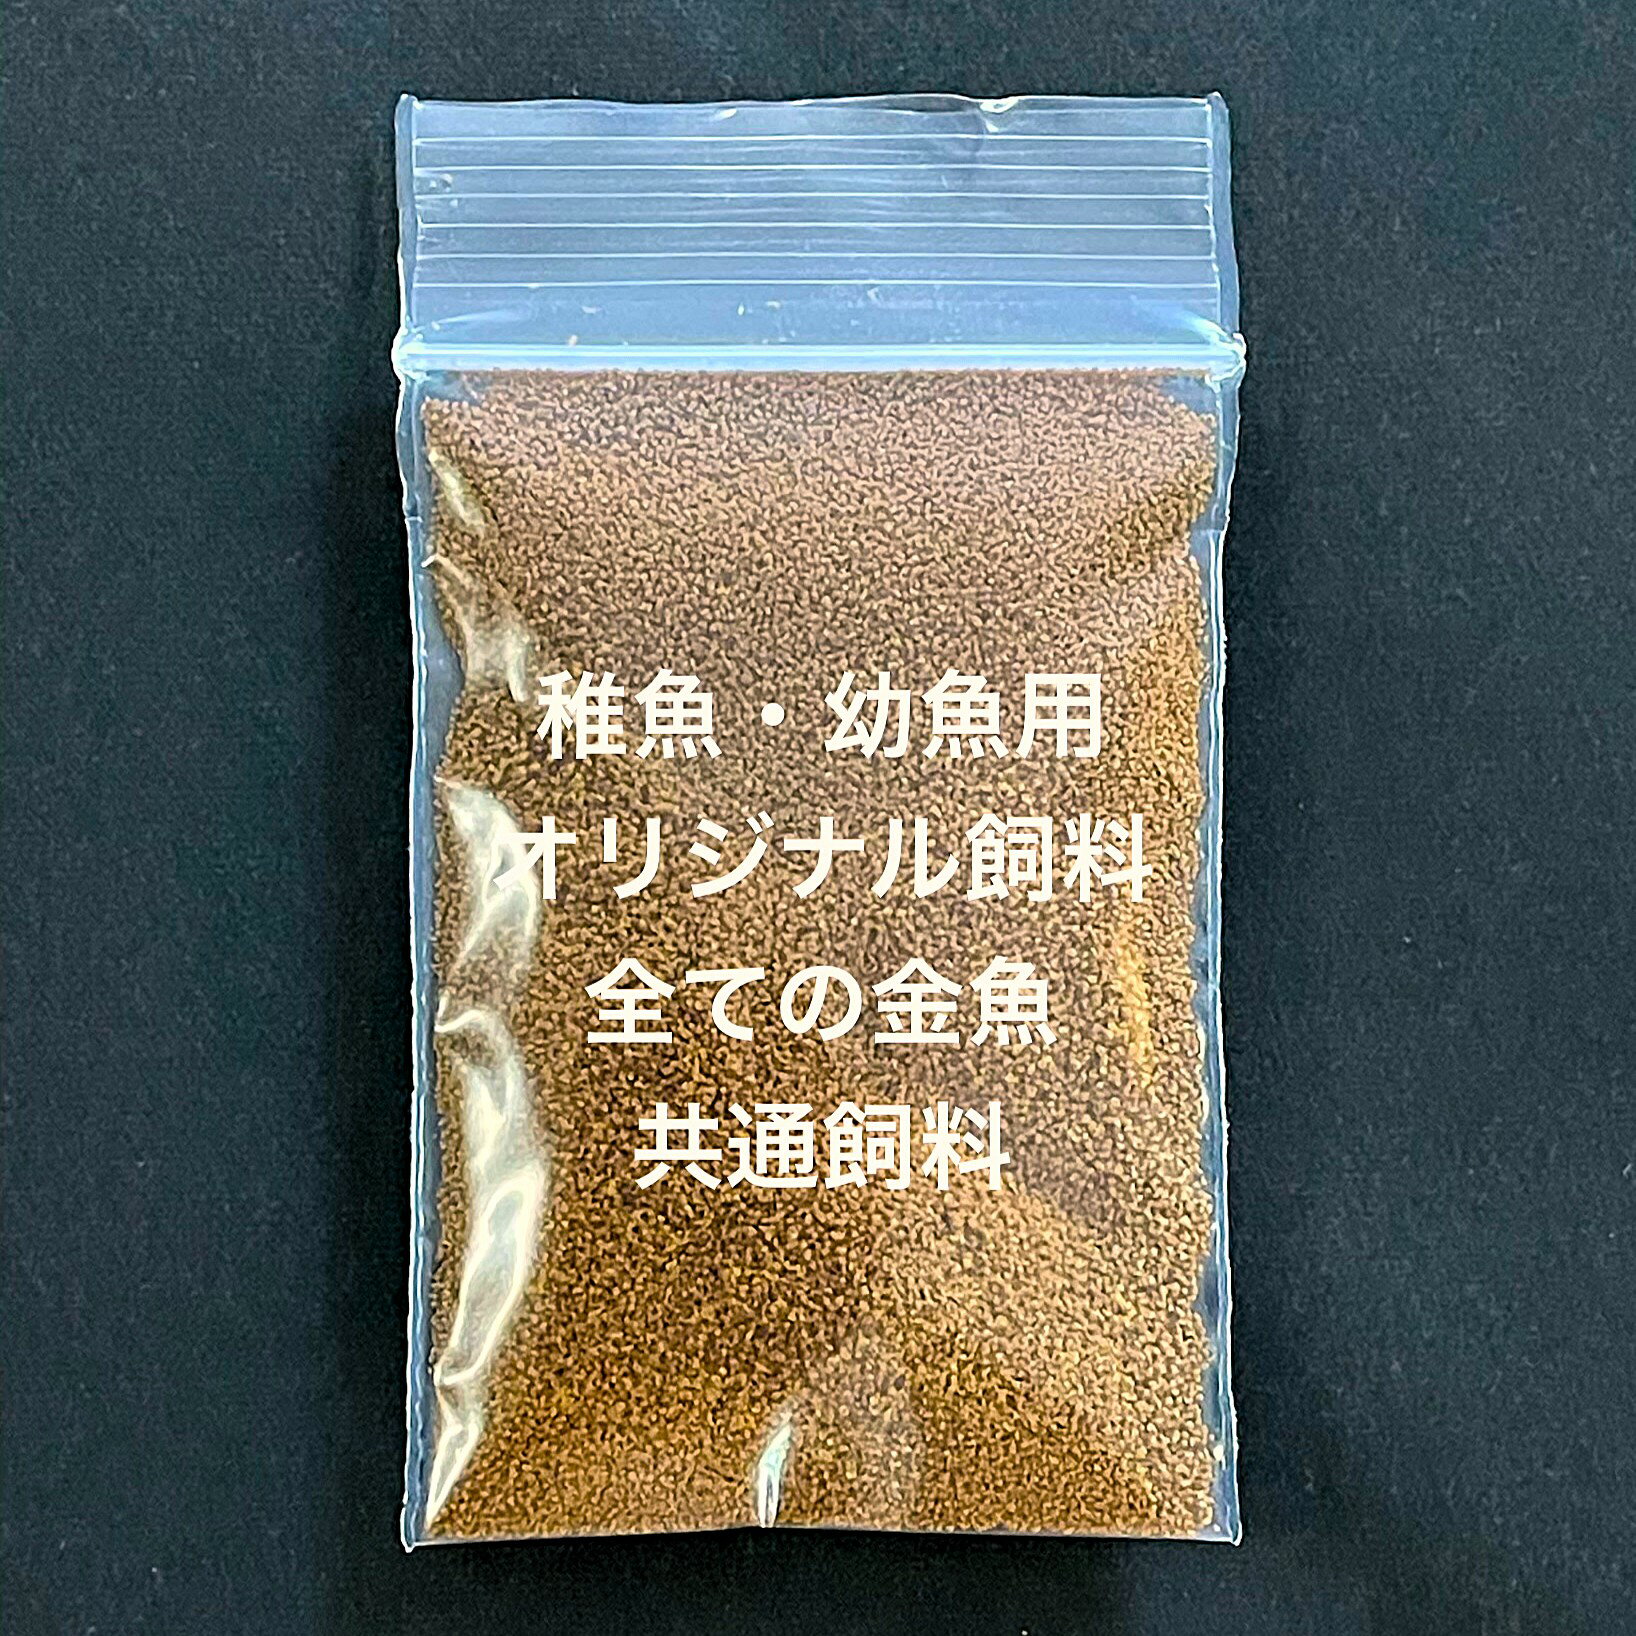 稚魚・幼魚用
オリジナル飼料
全ての金魚
共通飼料